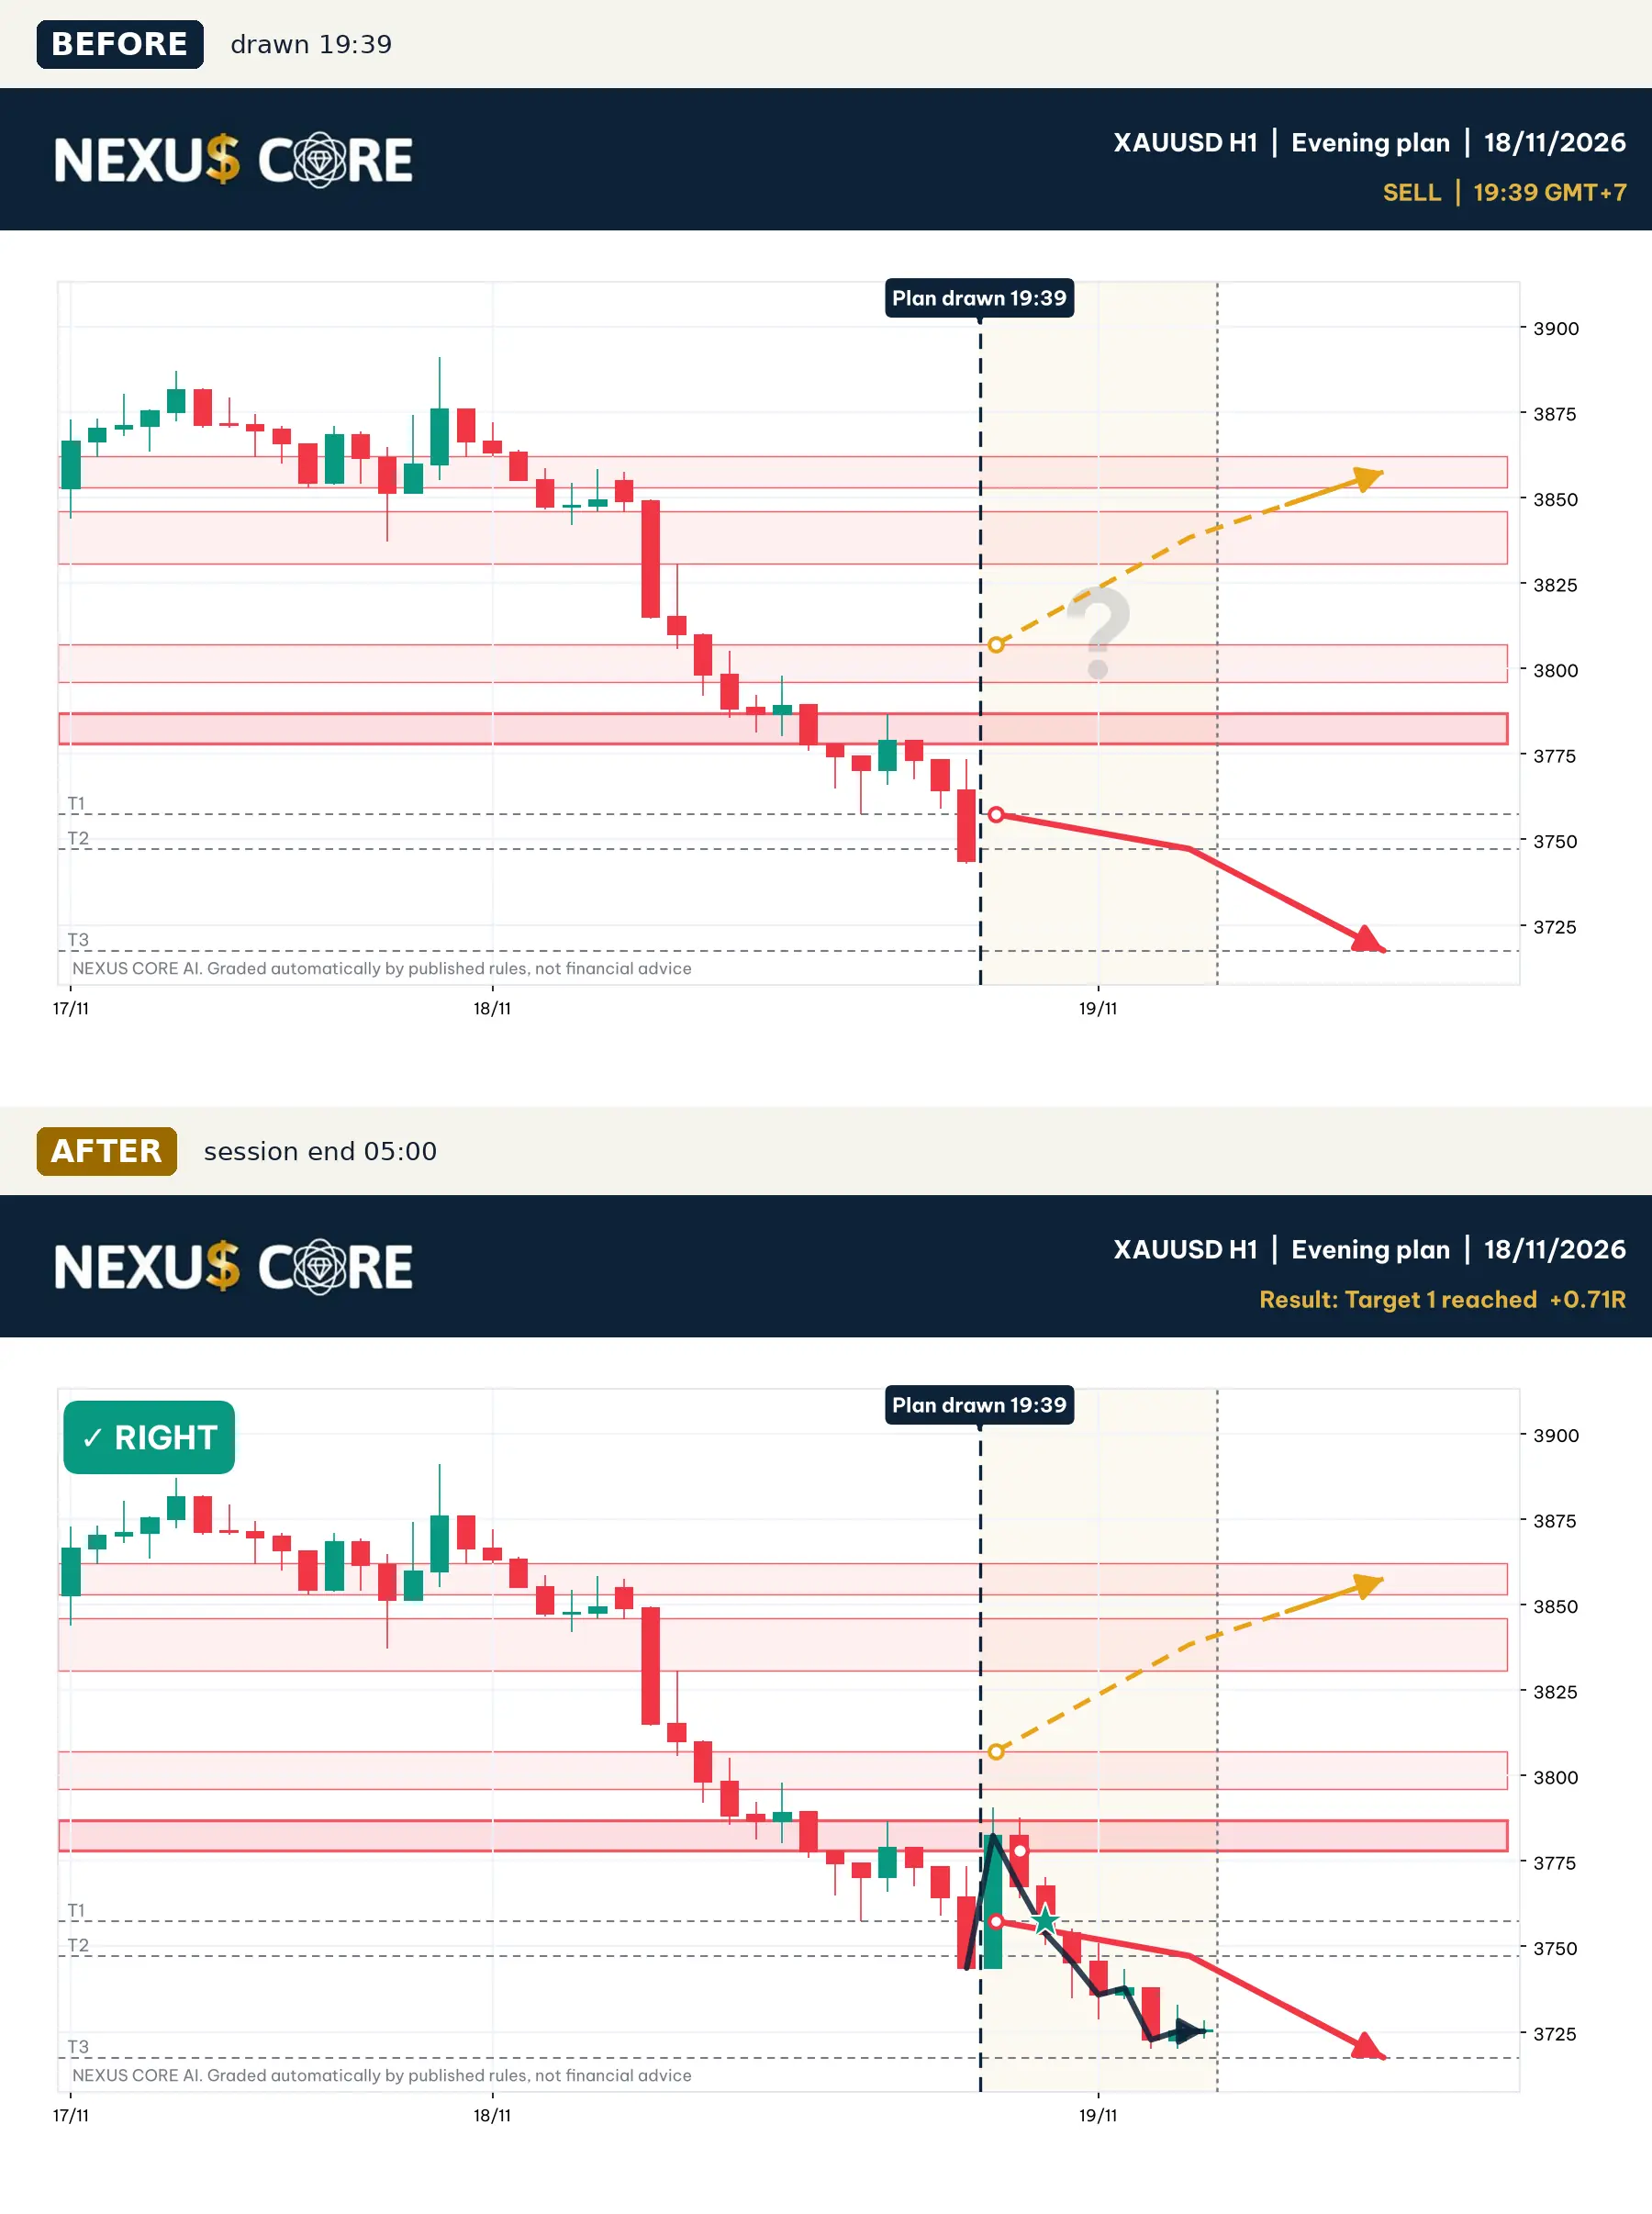 BEFORE drawn 19:39
NEXU$ CORE
XAUUSD H1 | Evening plan | 18/11/2026
SELL | 19:39 GMT+7
Plan drawn 19:39
3900
3875
3850
3825
?
3800
3775
T1
T2
3750
3725
T3
NEXUS CORE AI. Graded automatically by published rules, not financial advice
17/11 18/11 19/11
AFTER session end 05:00
NEXU$ CORE
XAUUSD H1 | Evening plan | 18/11/2026
Result: Target 1 reached +0.71R
Plan drawn 19:39
✓ RIGHT
3900
3875
3850
3825
3800
3775
T1
T2
3750
3725
T3
NEXUS CORE AI. Graded automatically by published rules, not financial advice
17/11 18/11 19/11